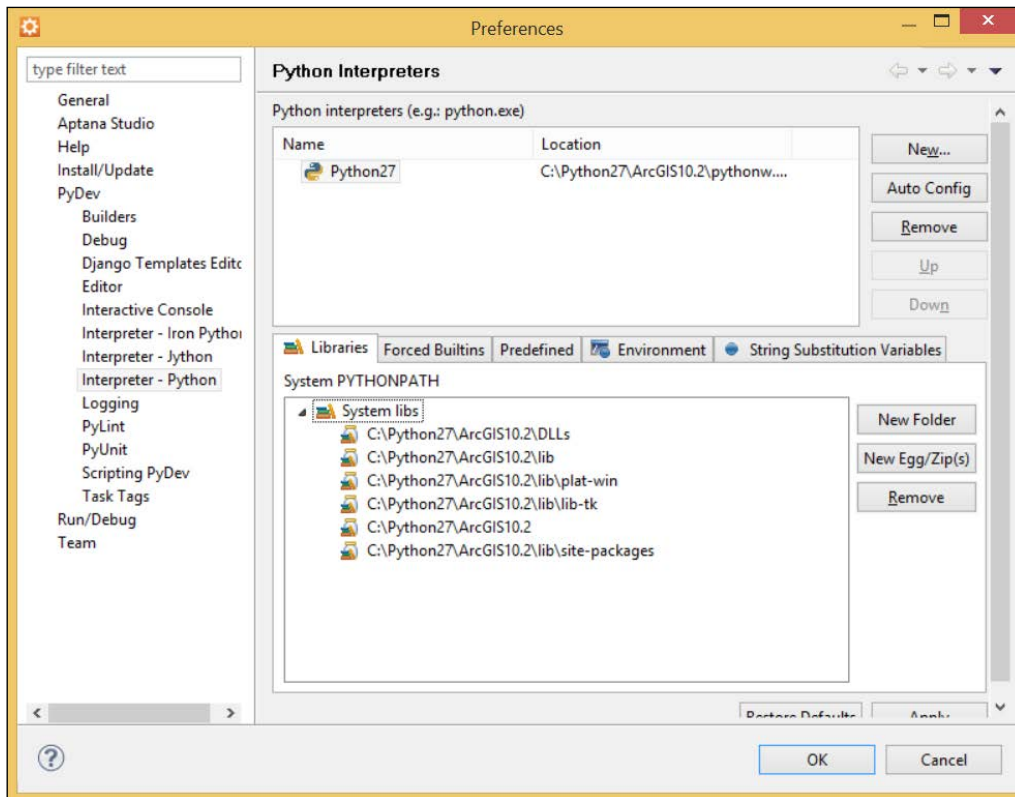 Preferences
type filter text
General
Aptana Studio
Help
Install/Update
PyDev
Builders
Debug
Django Templates Editc
Editor
Interactive Console
Interpreter - Iron Pythoi
Interpreter - Jython
Interpreter - Python
Logging
PyLint
PyUnit
Scripting PyDev
Task Tags
Run/Debug
Team
Python Interpreters
Python interpreters (e.g.: python.exe)
Name Location
Python27 C:\Python27\ArcGIS10.2\pythonw....
New...
Auto Config
Remove
Up
Down
Libraries Forced Builtins Predefined Environment String Substitution Variables
System PYTHONPATH
System libs
C:\Python27\ArcGIS10.2\DLLs
C:\Python27\ArcGIS10.2\lib
C:\Python27\ArcGIS10.2\lib\plat-win
C:\Python27\ArcGIS10.2\lib\lib-tk
C:\Python27\ArcGIS10.2
C:\Python27\ArcGIS10.2\lib\site-packages
New Folder
New Egg/Zip(s)
Remove
Restore Defaults Apply
OK Cancel